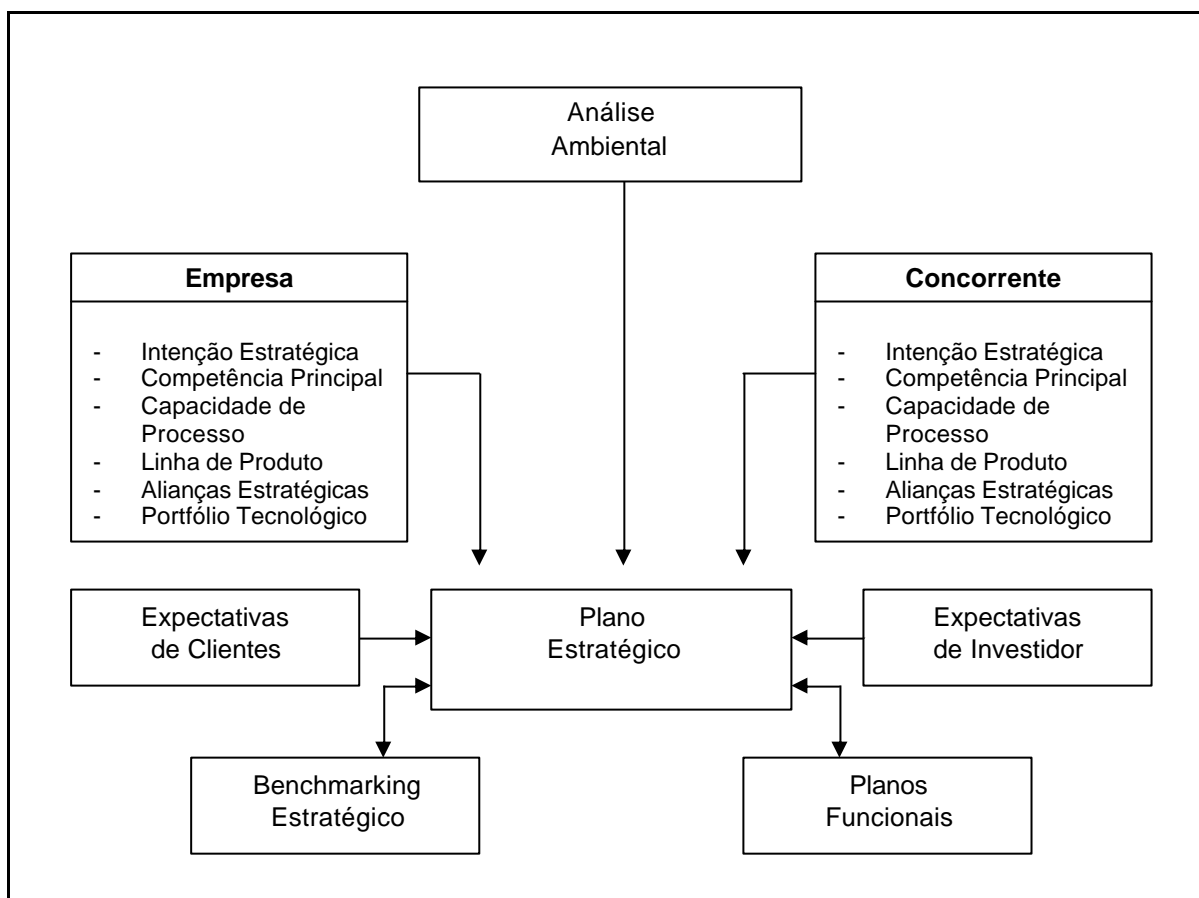 Análise
Ambiental
Empresa
- Intenção Estratégica
- Competência Principal
- Capacidade de
Processo
- Linha de Produto
- Alianças Estratégicas
- Portfólio Tecnológico
Concorrente
- Intenção Estratégica
- Competência Principal
- Capacidade de
Processo
- Linha de Produto
- Alianças Estratégicas
- Portfólio Tecnológico
Expectativas
de Clientes
Plano
Estratégico
Expectativas
de Investidor
Benchmarking
Estratégico
Planos
Funcionais